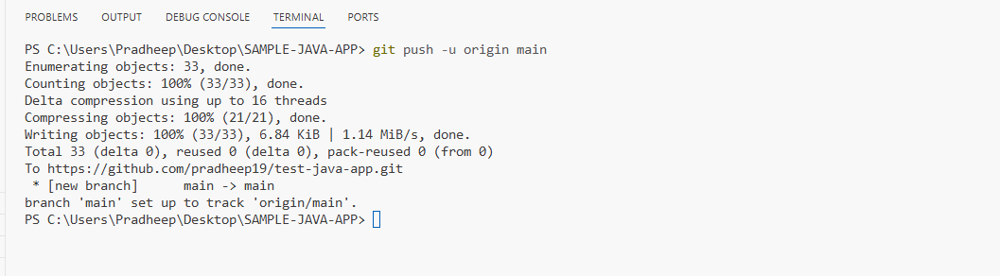 PROBLEMS OUTPUT DEBUG CONSOLE TERMINAL PORTS
PS C:\Users\Pradheep\Desktop\SAMPLE-JAVA-APP> git push -u origin main
Enumerating objects: 33, done.
Counting objects: 100% (33/33), done.
Delta compression using up to 16 threads
Compressing objects: 100% (21/21), done.
Writing objects: 100% (33/33), 6.84 KiB | 1.14 MiB/s, done.
Total 33 (delta 0), reused 0 (delta 0), pack-reused 0 (from 0)
To https://github.com/pradheep19/test-java-app.git
 * [new branch]      main -> main
branch 'main' set up to track 'origin/main'.
PS C:\Users\Pradheep\Desktop\SAMPLE-JAVA-APP>